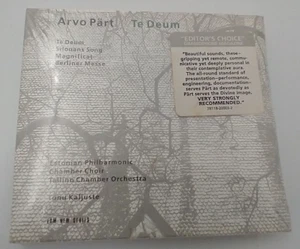 Arvo Pärt Te Deum
Te Deum
Silouans Song
Magnificat
Berliner Messe
"EDITOR'S CHOICE"
"Beautiful sounds, these–
gripping yet remote, commu-
nicative yet deeply personal in
their contemplative aura.
The all-round standard of
presentation–performance,
engineering, documentation–
serves Pärt as devotedly as
Pärt serves the Divine Image.
VERY STRONGLY
RECOMMENDED."
Estonian Philharmonic
Chamber Choir
Tallinn Chamber Orchestra
Tõnu Kaljuste
ECM NEW SERIES